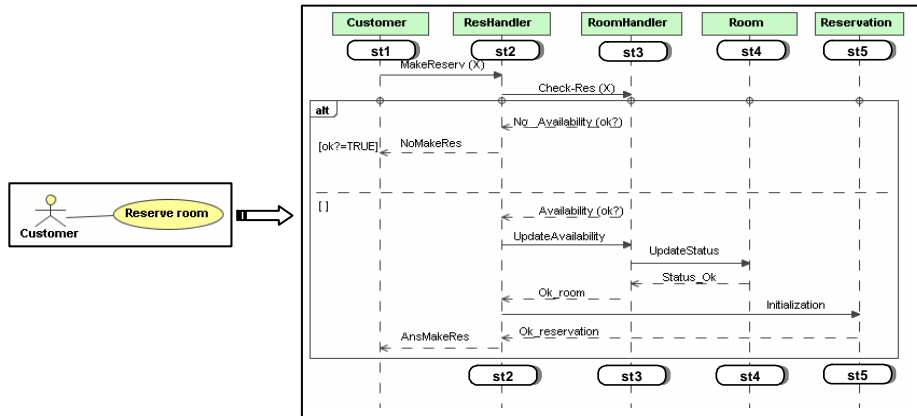 Customer ResHandler RoomHandler Room Reservation
st1 st2 st3 st4 st5
MakeReserv (X)
Check-Res (X)
alt
No_Availability (ok?)
[ok?=TRUE] NoMakeRes
[ ]
Availability (ok?)
UpdateAvailability
UpdateStatus
Status_Ok
Ok_room
Initialization
Ok_reservation
AnsMakeRes
st2 st3 st4 st5
Reserve room
Customer